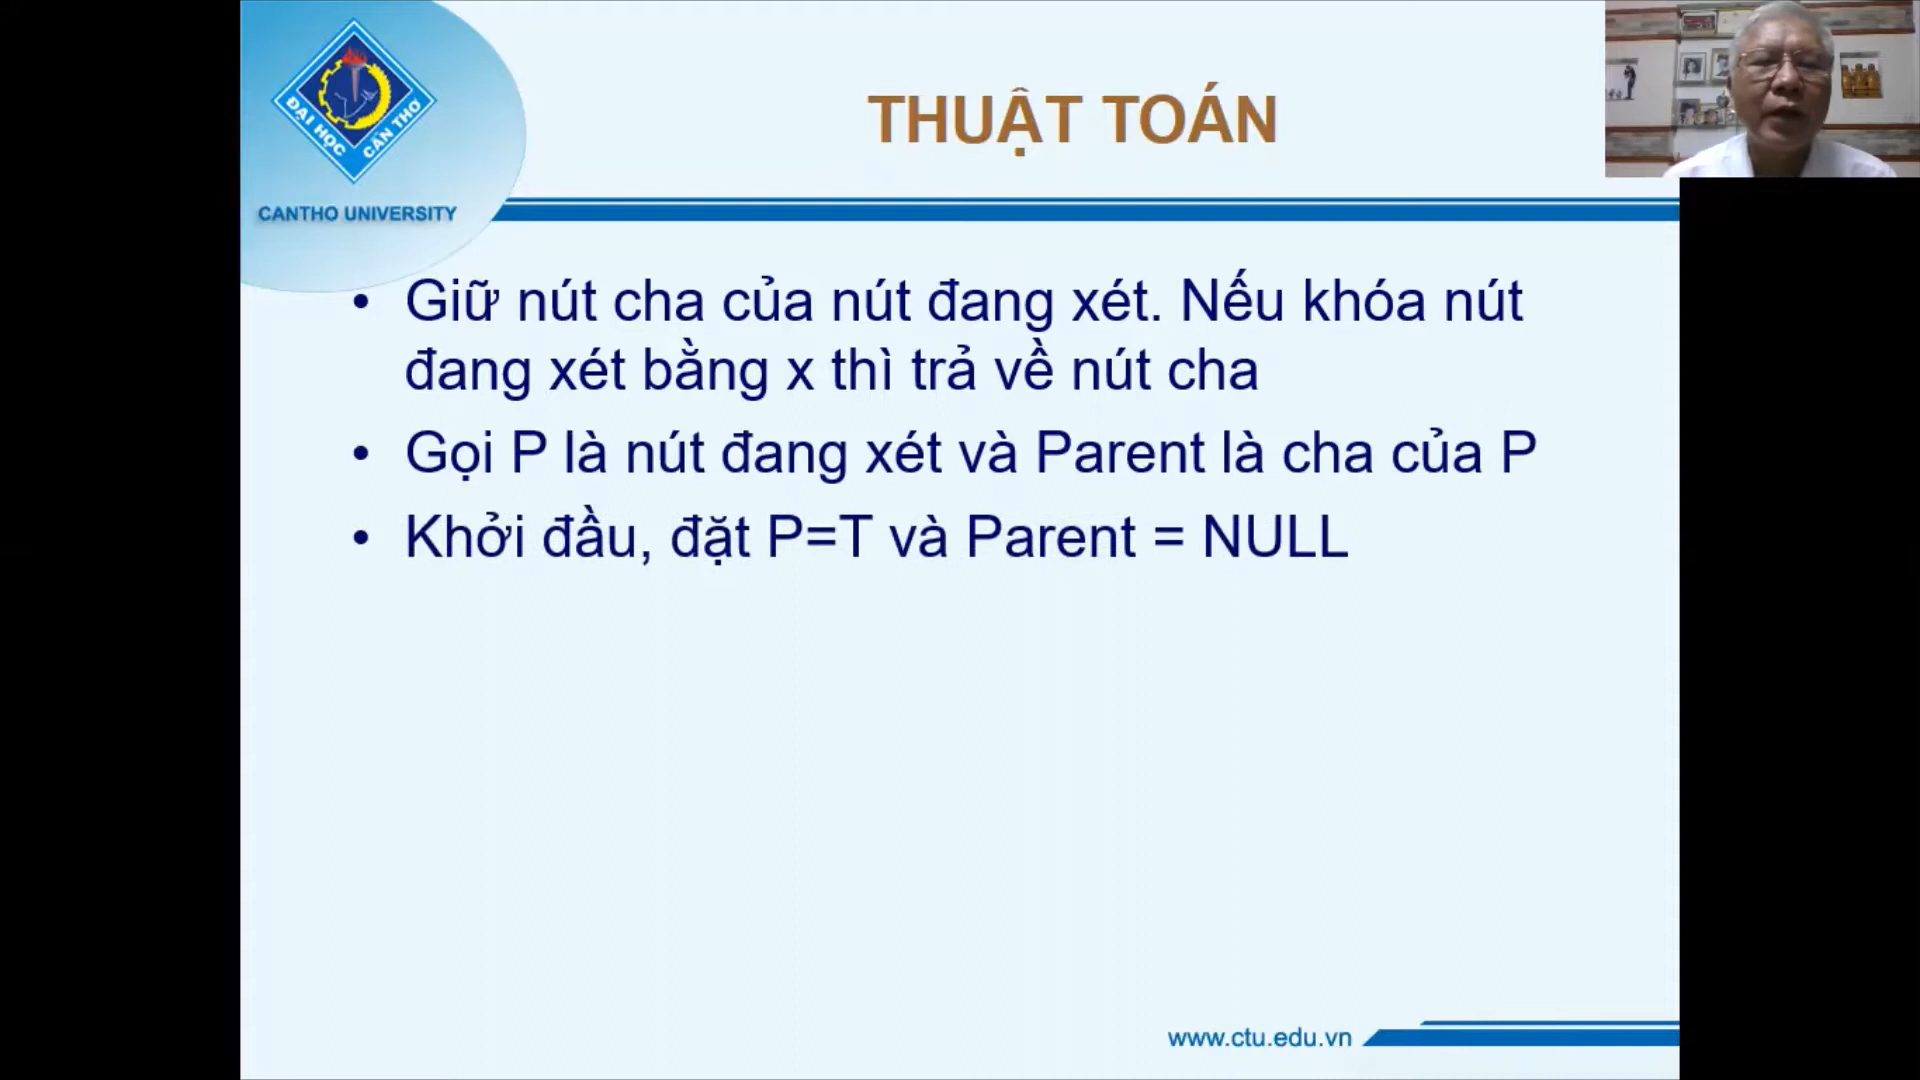 ĐẠI HỌC
CẦN THƠ
CANTHO UNIVERSITY
THUẬT TOÁN
• Giữ nút cha của nút đang xét. Nếu khóa nút
đang xét bằng x thì trả về nút cha
• Gọi P là nút đang xét và Parent là cha của P
• Khởi đầu, đặt P=T và Parent = NULL
www.ctu.edu.vn